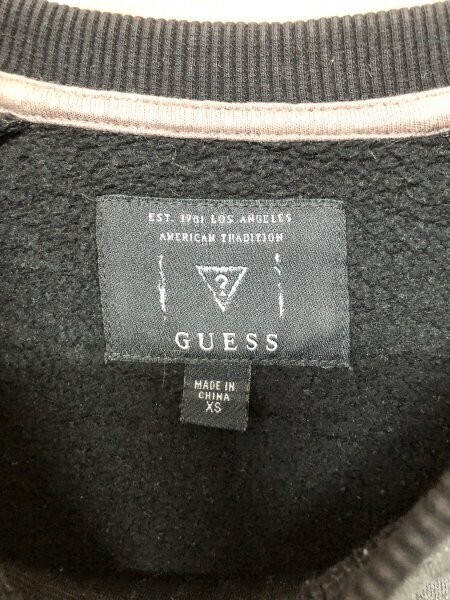 EST. 1981 LOS ANGELES
AMERICAN TRADITION
?
GUESS
MADE IN
CHINA
XS